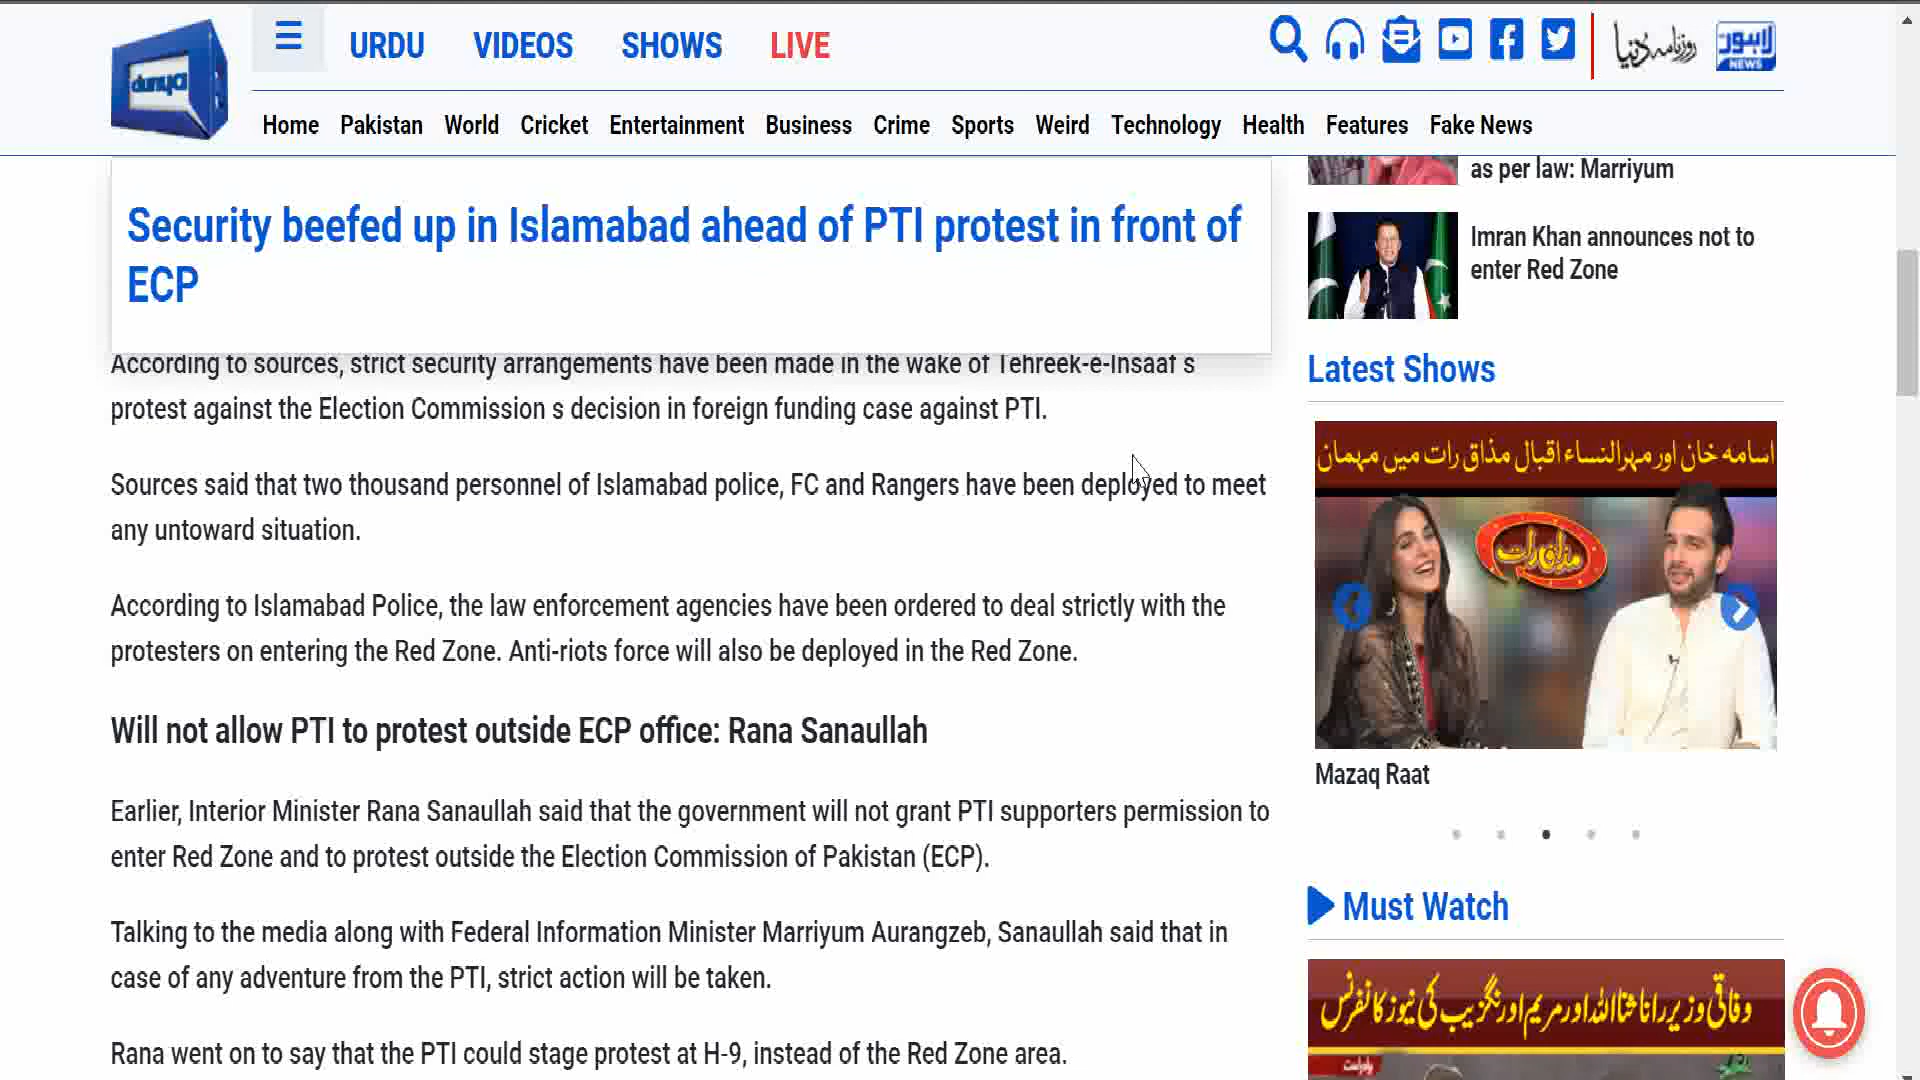 dunya
URDU VIDEOS SHOWS LIVE
روزنامہ دنیا
لاہور
NEWS
Home Pakistan World Cricket Entertainment Business Crime Sports Weird Technology Health Features Fake News
Security beefed up in Islamabad ahead of PTI protest in front of
ECP
According to sources, strict security arrangements have been made in the wake of Tehreek-e-Insaaf s
protest against the Election Commission s decision in foreign funding case against PTI.
Sources said that two thousand personnel of Islamabad police, FC and Rangers have been deployed to meet
any untoward situation.
According to Islamabad Police, the law enforcement agencies have been ordered to deal strictly with the
protesters on entering the Red Zone. Anti-riots force will also be deployed in the Red Zone.
Will not allow PTI to protest outside ECP office: Rana Sanaullah
Earlier, Interior Minister Rana Sanaullah said that the government will not grant PTI supporters permission to
enter Red Zone and to protest outside the Election Commission of Pakistan (ECP).
Talking to the media along with Federal Information Minister Marriyum Aurangzeb, Sanaullah said that in
case of any adventure from the PTI, strict action will be taken.
Rana went on to say that the PTI could stage protest at H-9, instead of the Red Zone area.
as per law: Marriyum
Imran Khan announces not to
enter Red Zone
Latest Shows
اسامہ خان اور مہرالنساء اقبال مذاق رات میں مہمان
مذاق رات
Mazaq Raat
Must Watch
وفاقی وزیر رانا ثنااللہ اور مریم اورنگزیب کی نیوز کانفرنس